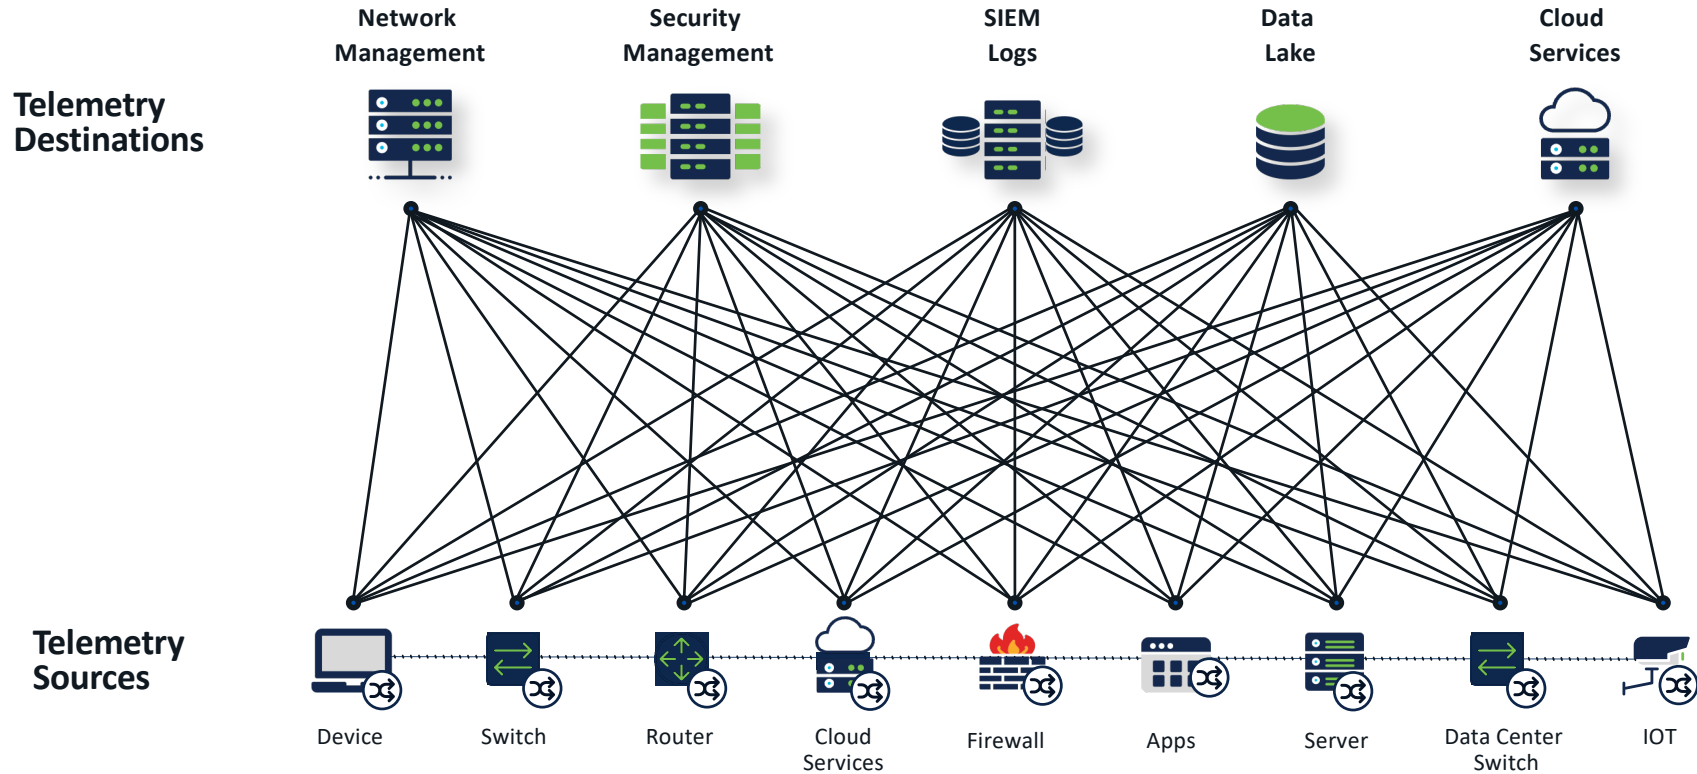 Network
Management
Security
Management
SIEM
Logs
Data
Lake
Cloud
Services
Telemetry
Destinations
Telemetry
Sources
Device
Switch
Router
Cloud
Services
Firewall
Apps
Server
Data Center
Switch
IOT